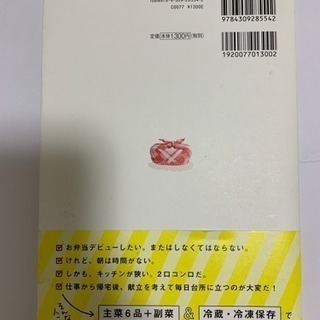 9784309285542
C0077 ¥1300E
定価 本体1300円(税別)
1920077013002
お弁当デビューしたい。またはしなくてはならない。
けれど、朝は時間がない。
しかも、キッチンが狭い。2口コンロだ。
仕事から帰宅後、献立を考えて毎日台所に立つのが大変だ!
主菜6品+副菜 & 冷蔵・冷凍保存 で